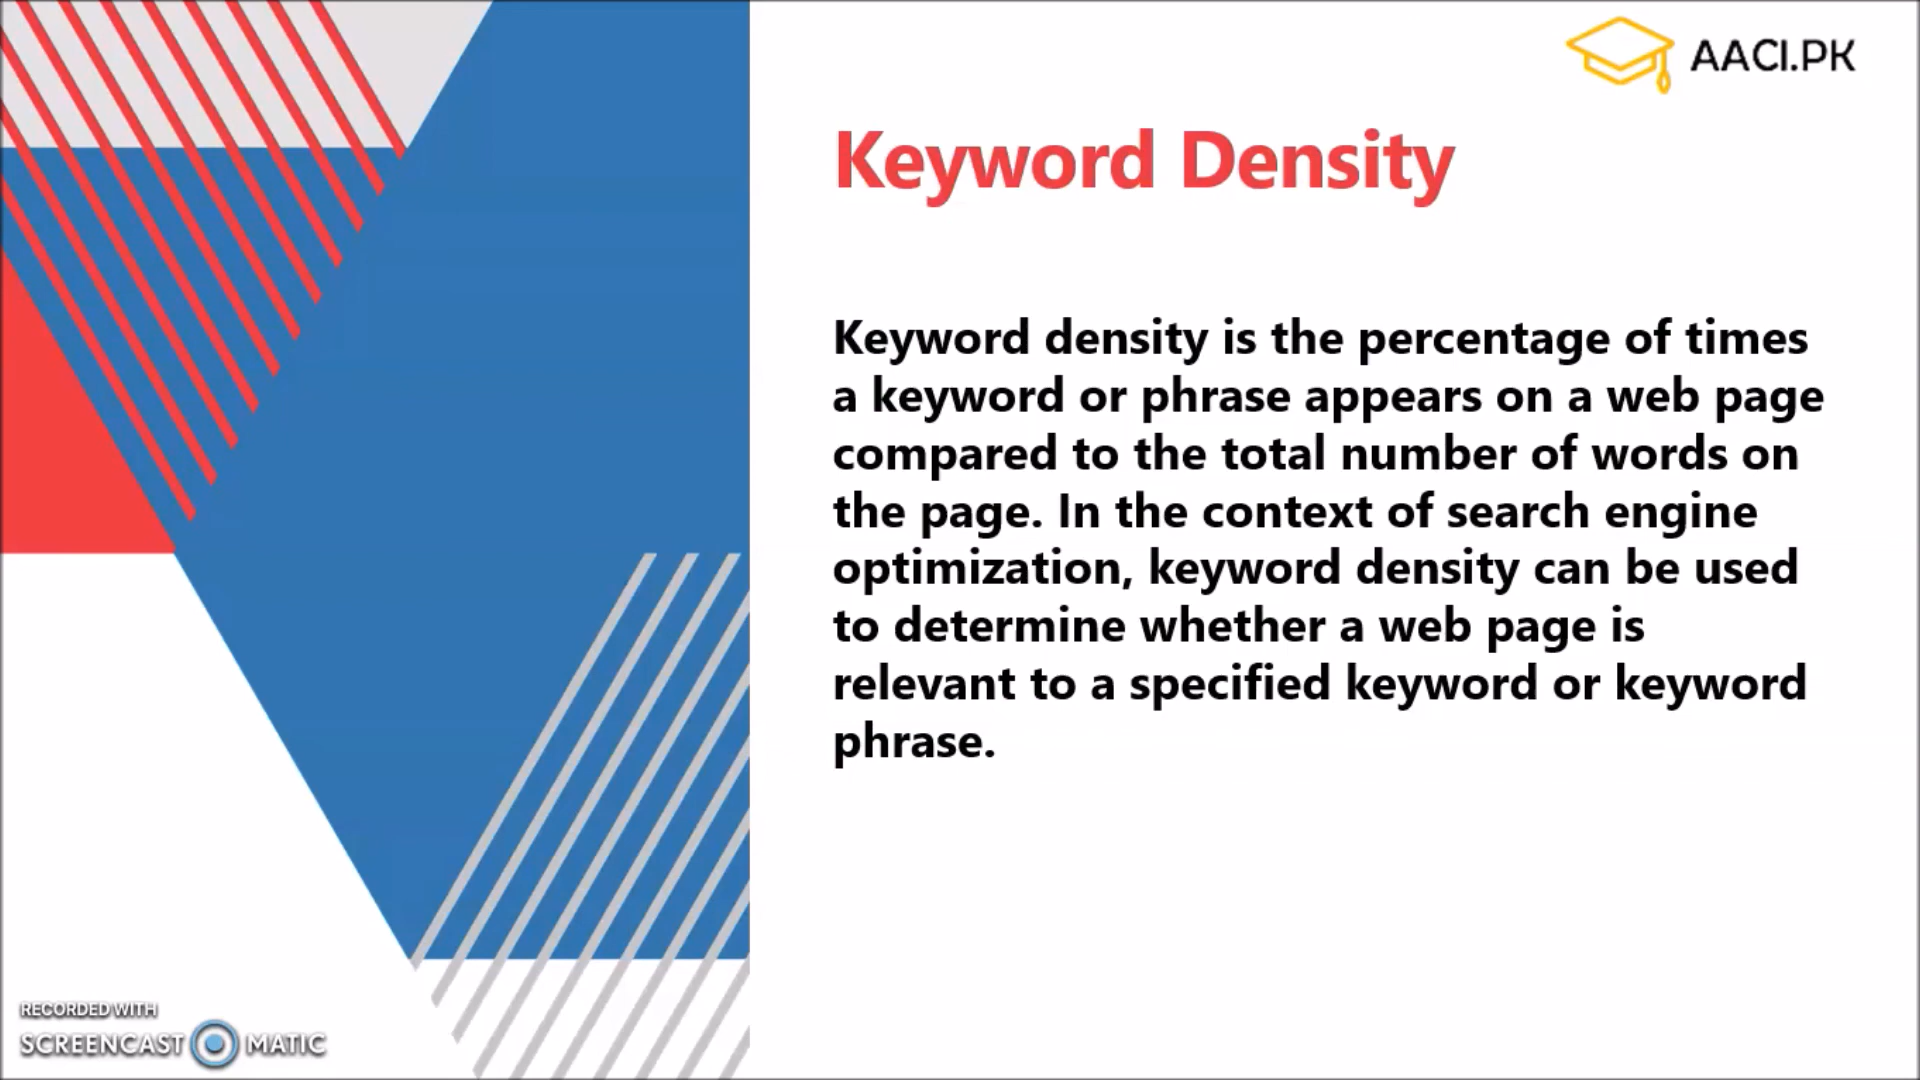 AACI.PK
Keyword Density
Keyword density is the percentage of times
a keyword or phrase appears on a web page
compared to the total number of words on
the page. In the context of search engine
optimization, keyword density can be used
to determine whether a web page is
relevant to a specified keyword or keyword
phrase.
RECORDED WITH
SCREENCAST MATIC